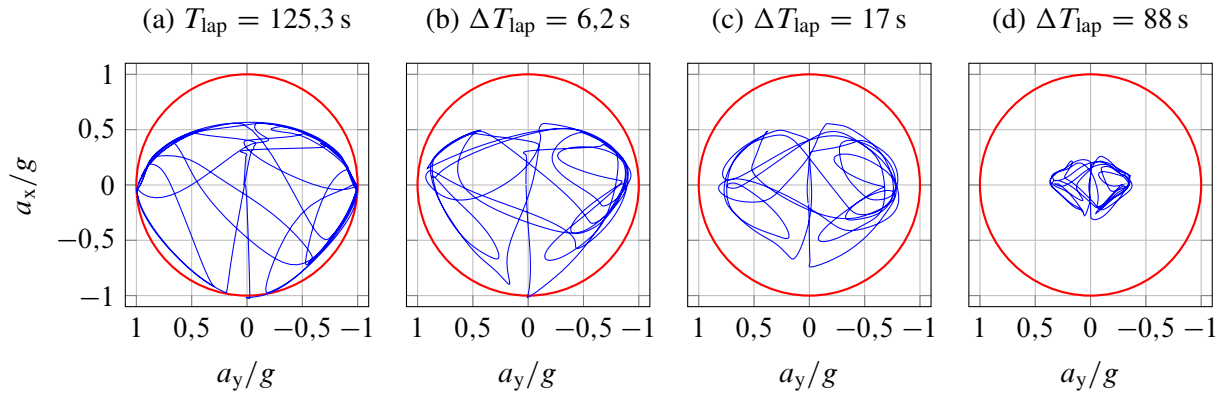 (a) T_lap = 125,3 s (b) ΔT_lap = 6,2 s (c) ΔT_lap = 17 s (d) ΔT_lap = 88 s
1
0,5
0
−0,5
−1
a_x/g
1 0,5 0 −0,5 −1 1 0,5 0 −0,5 −1 1 0,5 0 −0,5 −1 1 0,5 0 −0,5 −1
a_y/g a_y/g a_y/g a_y/g